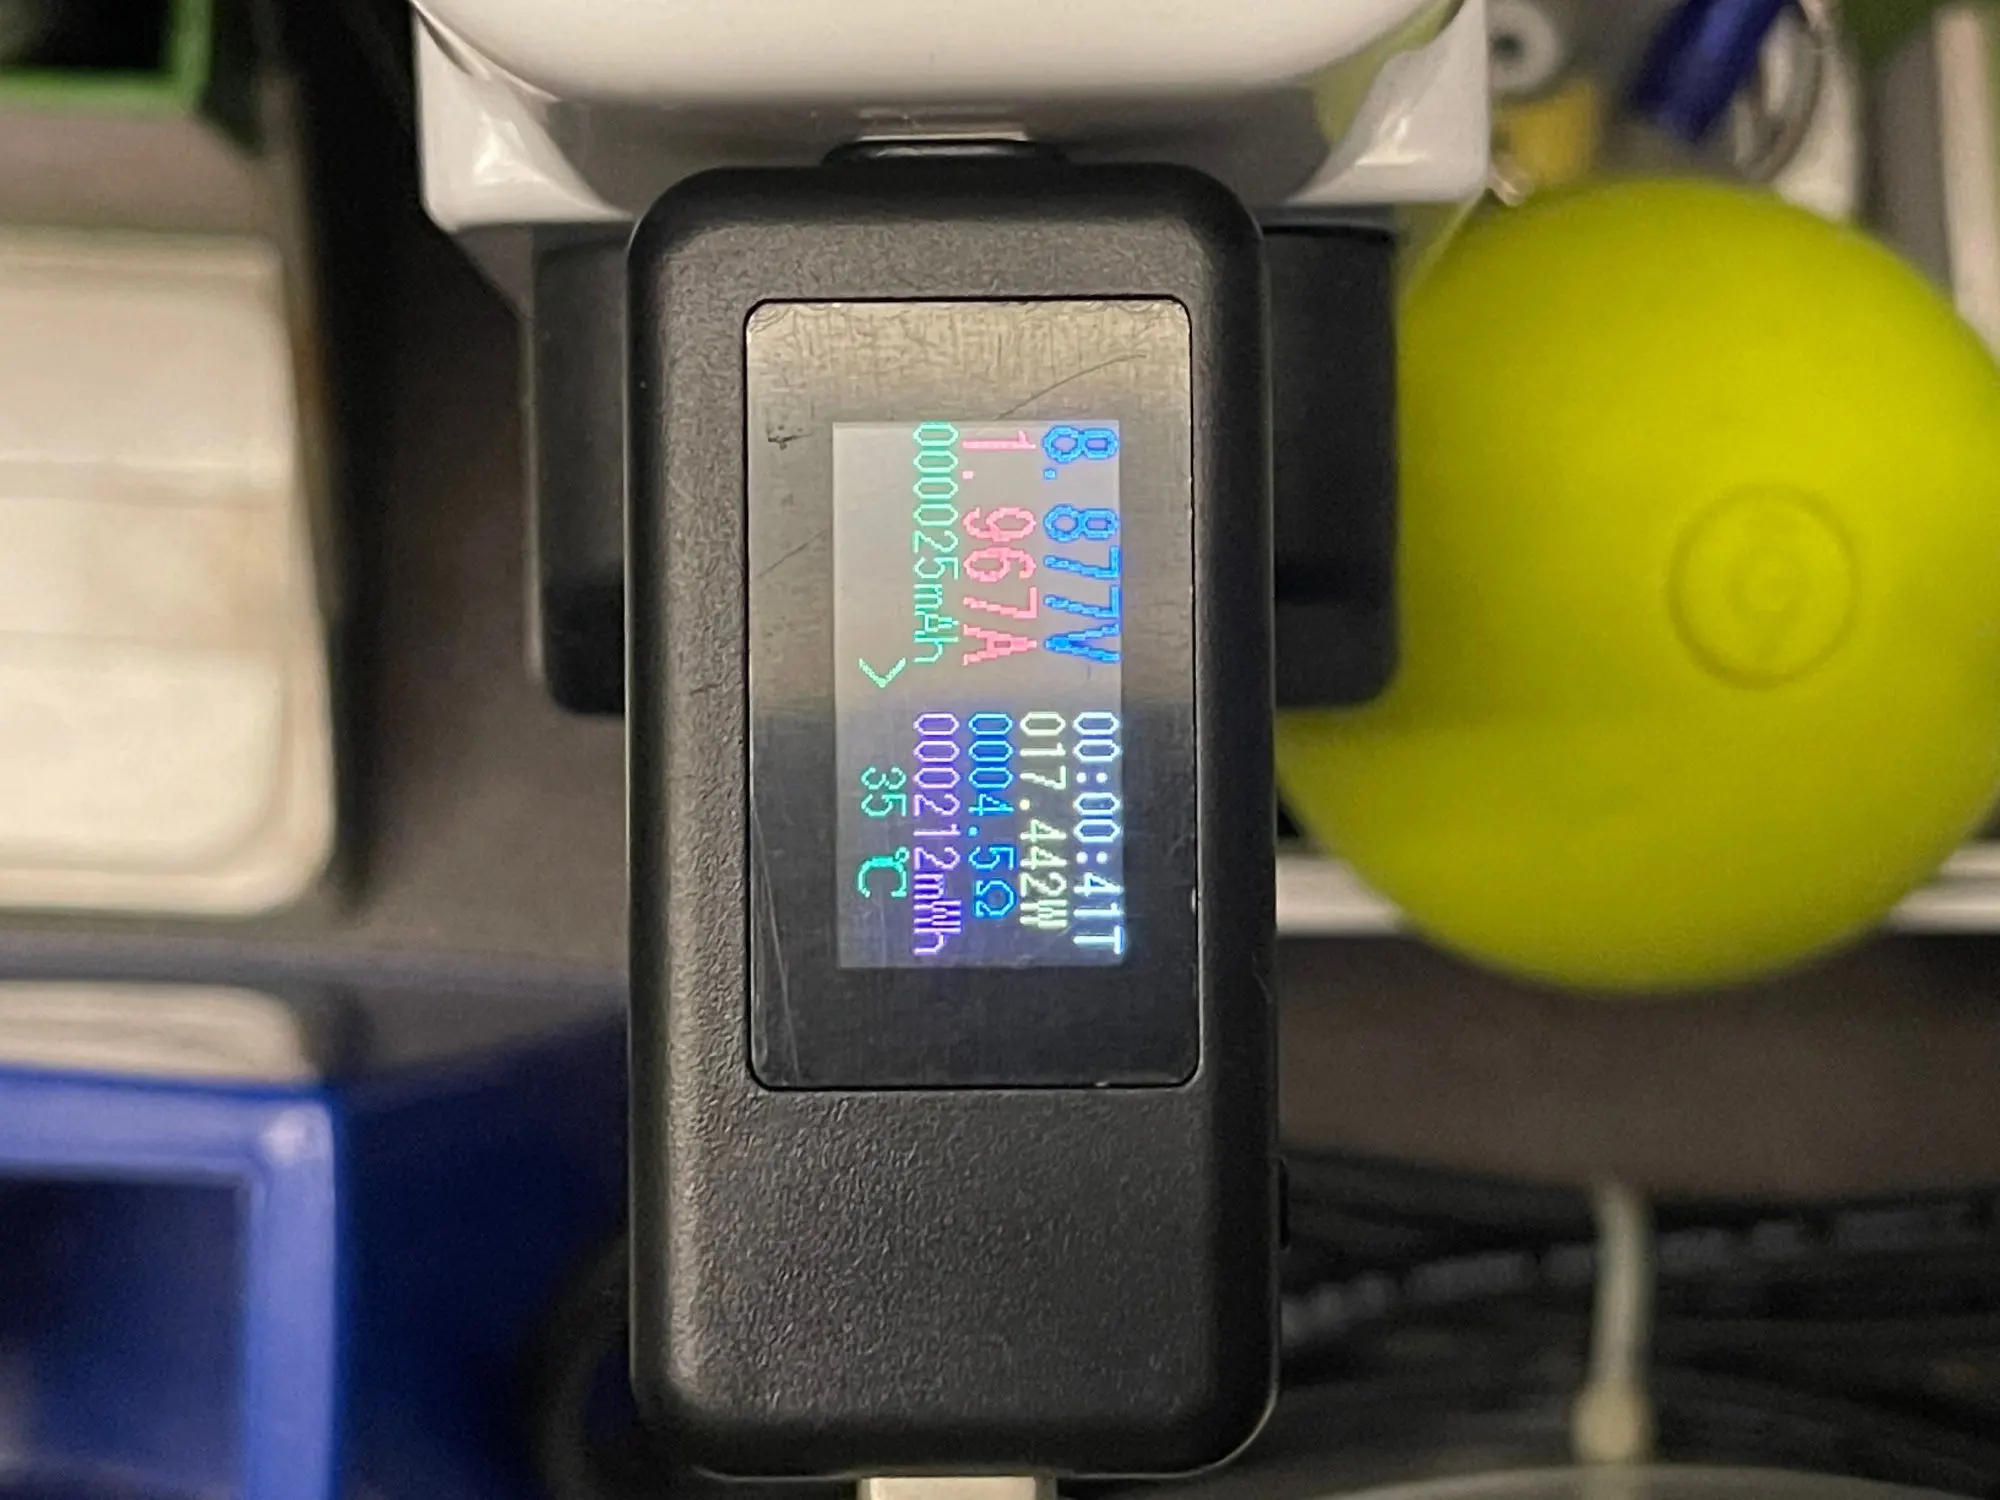 8.877V
1.967A
000025mAh
>
00:00:41T
017.442W
0004.5Ω
000212mWh
35 ℃